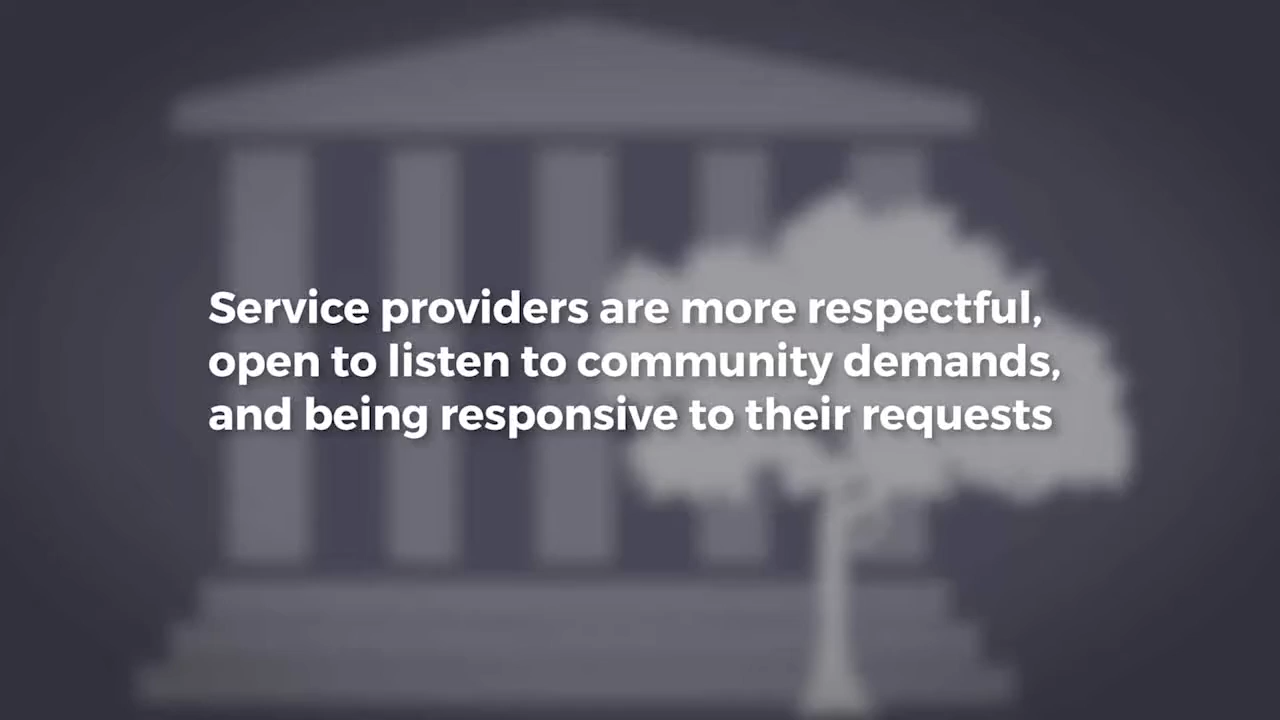 Service providers are more respectful,
open to listen to community demands,
and being responsive to their requests